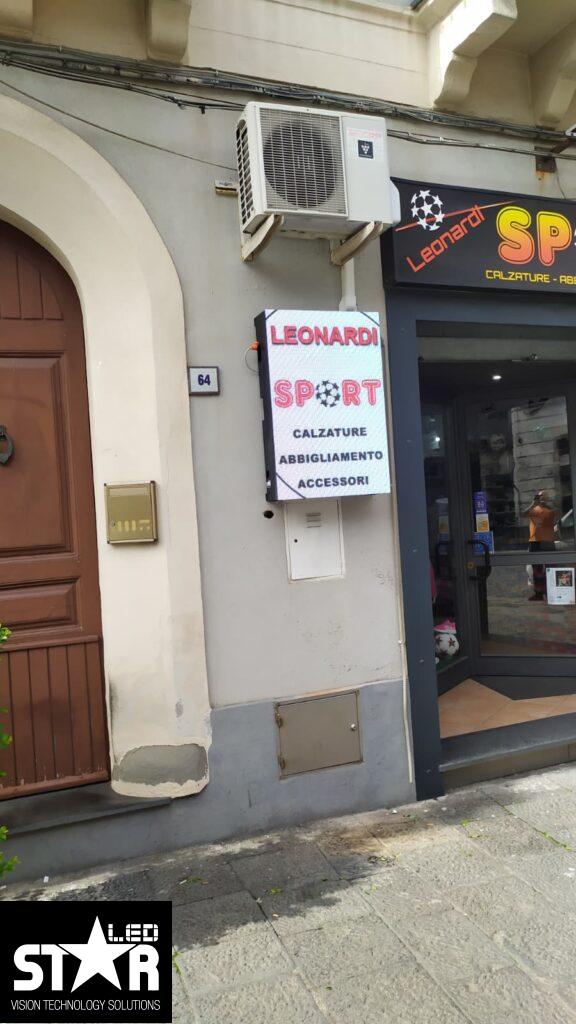 Leonardi
SP
CALZATURE - ABB
64
LEONARDI
SPORT
CALZATURE
ABBIGLIAMENTO
ACCESSORI
LED
STAR
VISION TECHNOLOGY SOLUTIONS